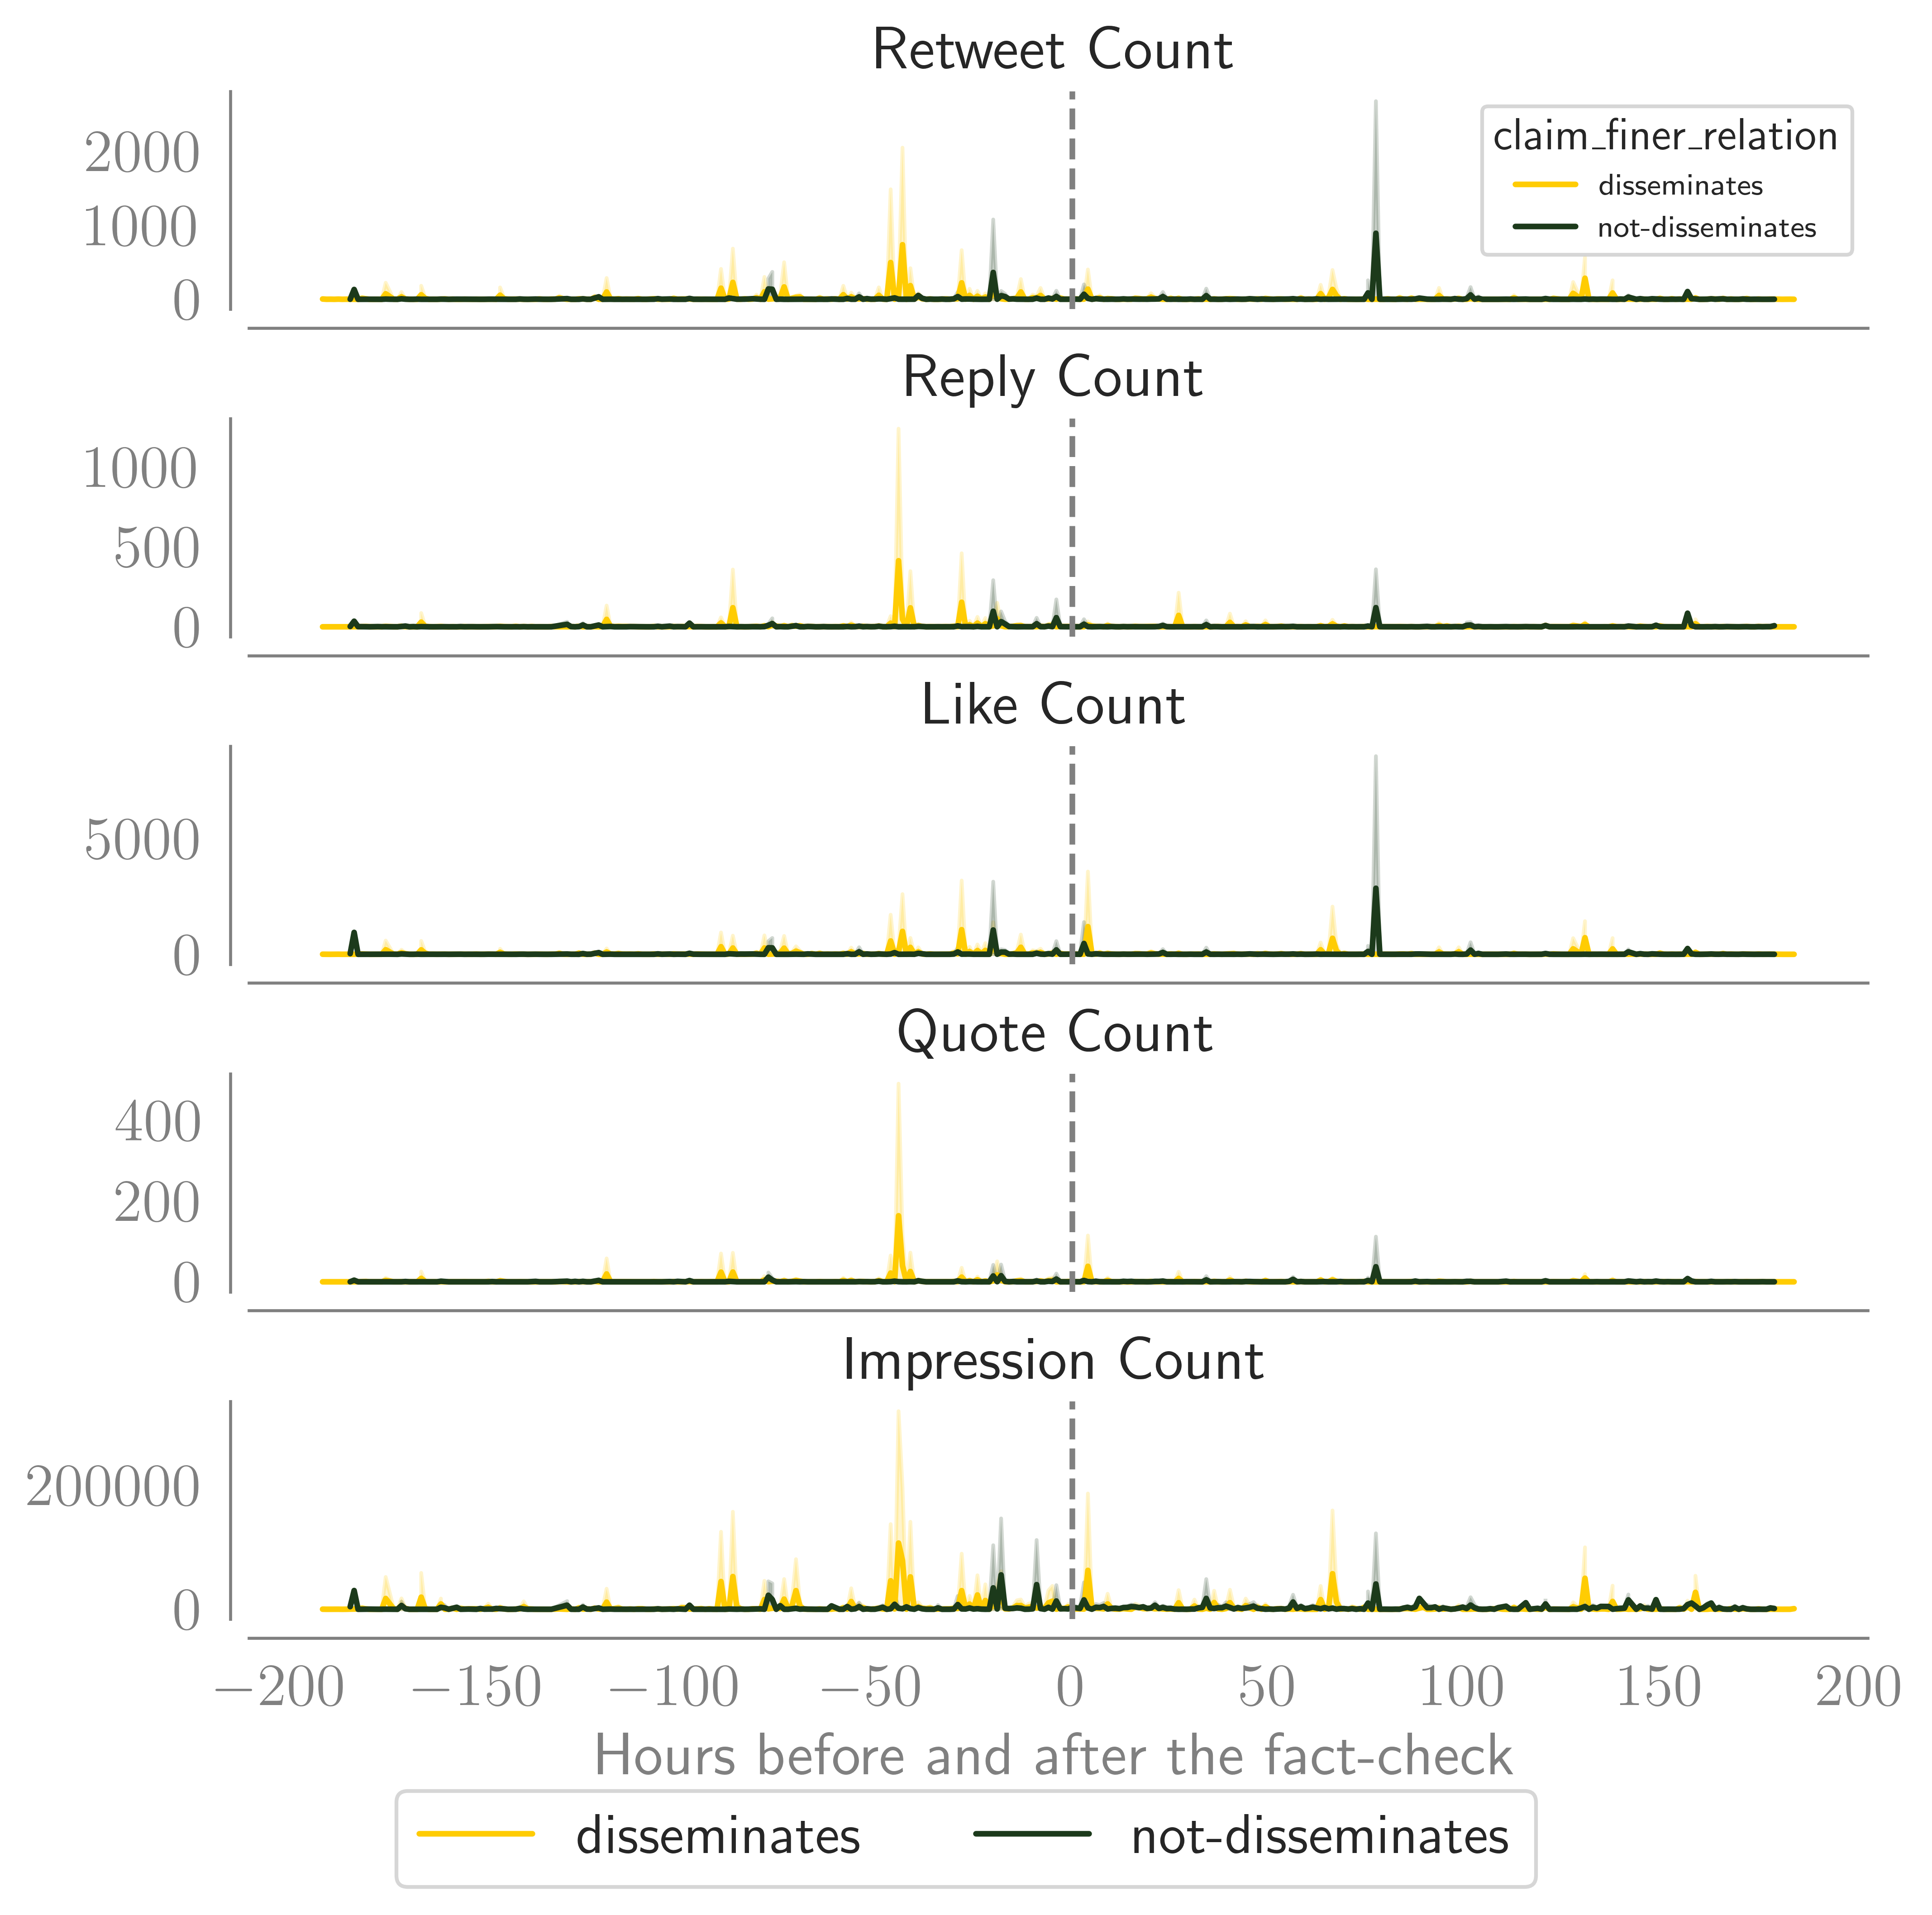 Retweet Count
2000
1000
0
claim_finer_relation
disseminates
not-disseminates
Reply Count
1000
500
0
Like Count
5000
0
Quote Count
400
200
0
Impression Count
200000
0
−200 −150 −100 −50 0 50 100 150 200
Hours before and after the fact-check
disseminates not-disseminates